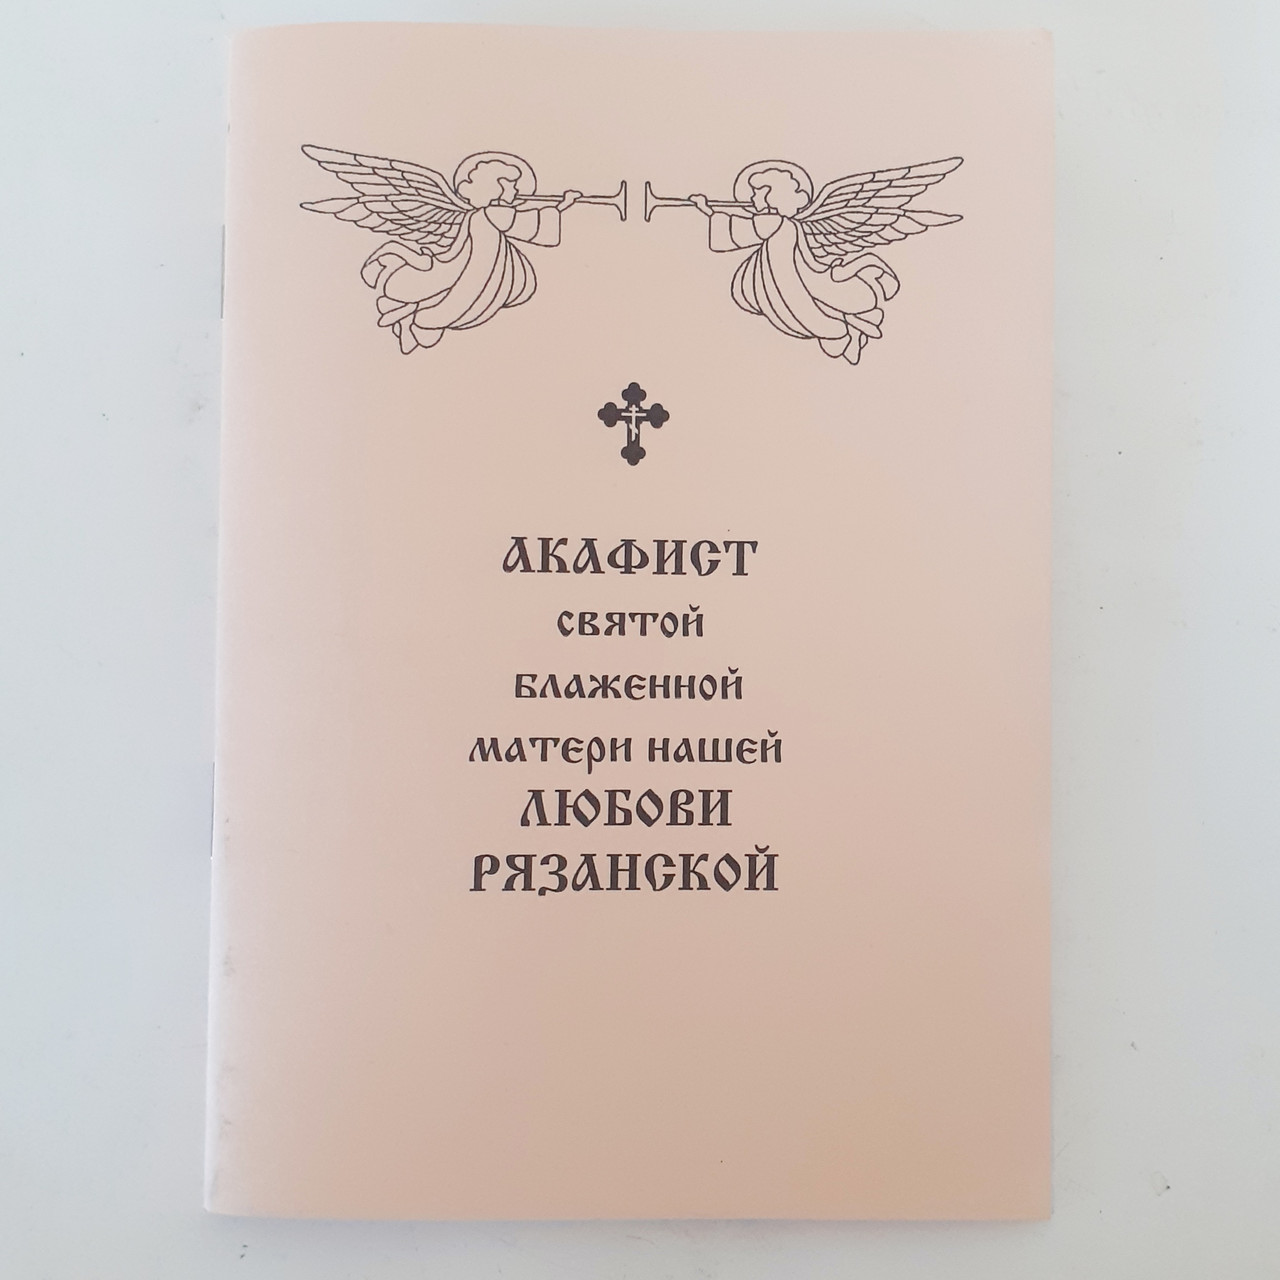 АКАФИСТ
СВЯТОЙ
БЛАЖЕННОЙ
МАТЕРИ НАШЕЙ
ЛЮБОВИ
РЯЗАНСКОЙ